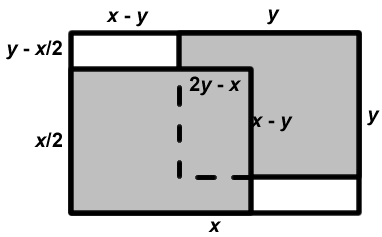 x - y
y
y - x/2
2y - x
x/2
x - y
y
x